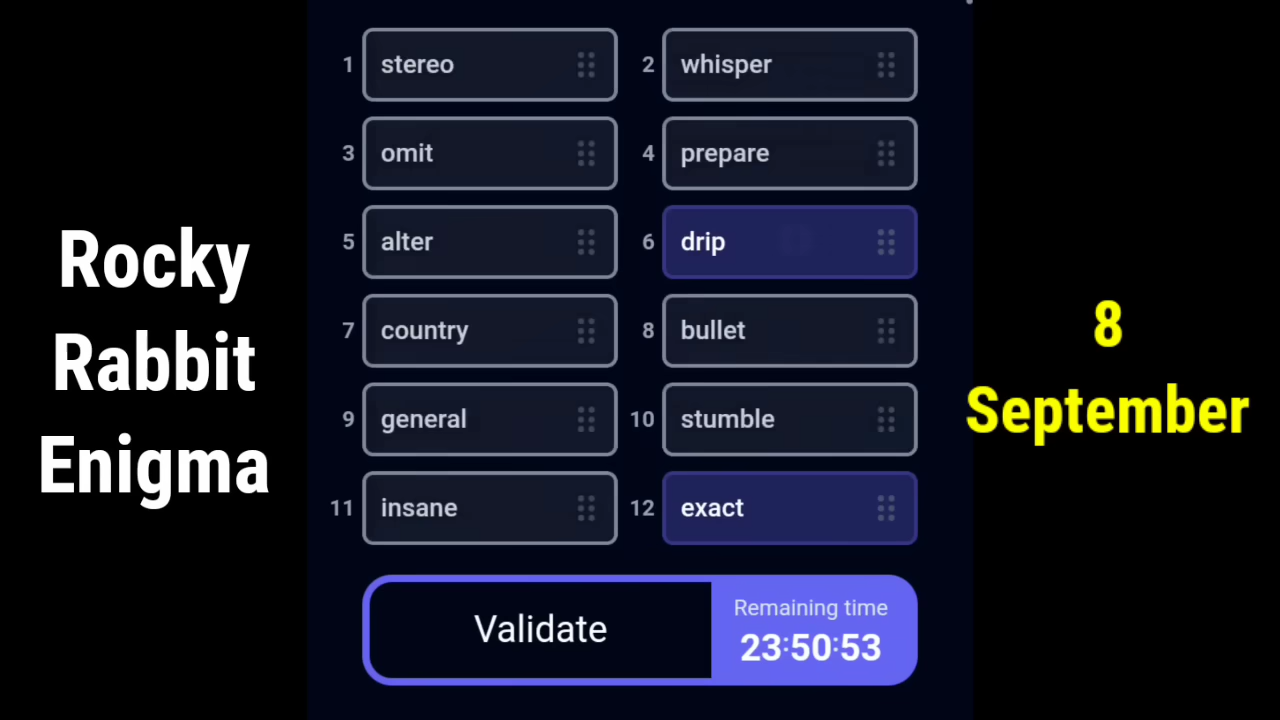 Rocky
Rabbit
Enigma
1 stereo
2 whisper
3 omit
4 prepare
5 alter
6 drip
7 country
8 bullet
9 general
10 stumble
11 insane
12 exact
Validate
Remaining time
23:50:53
8
September